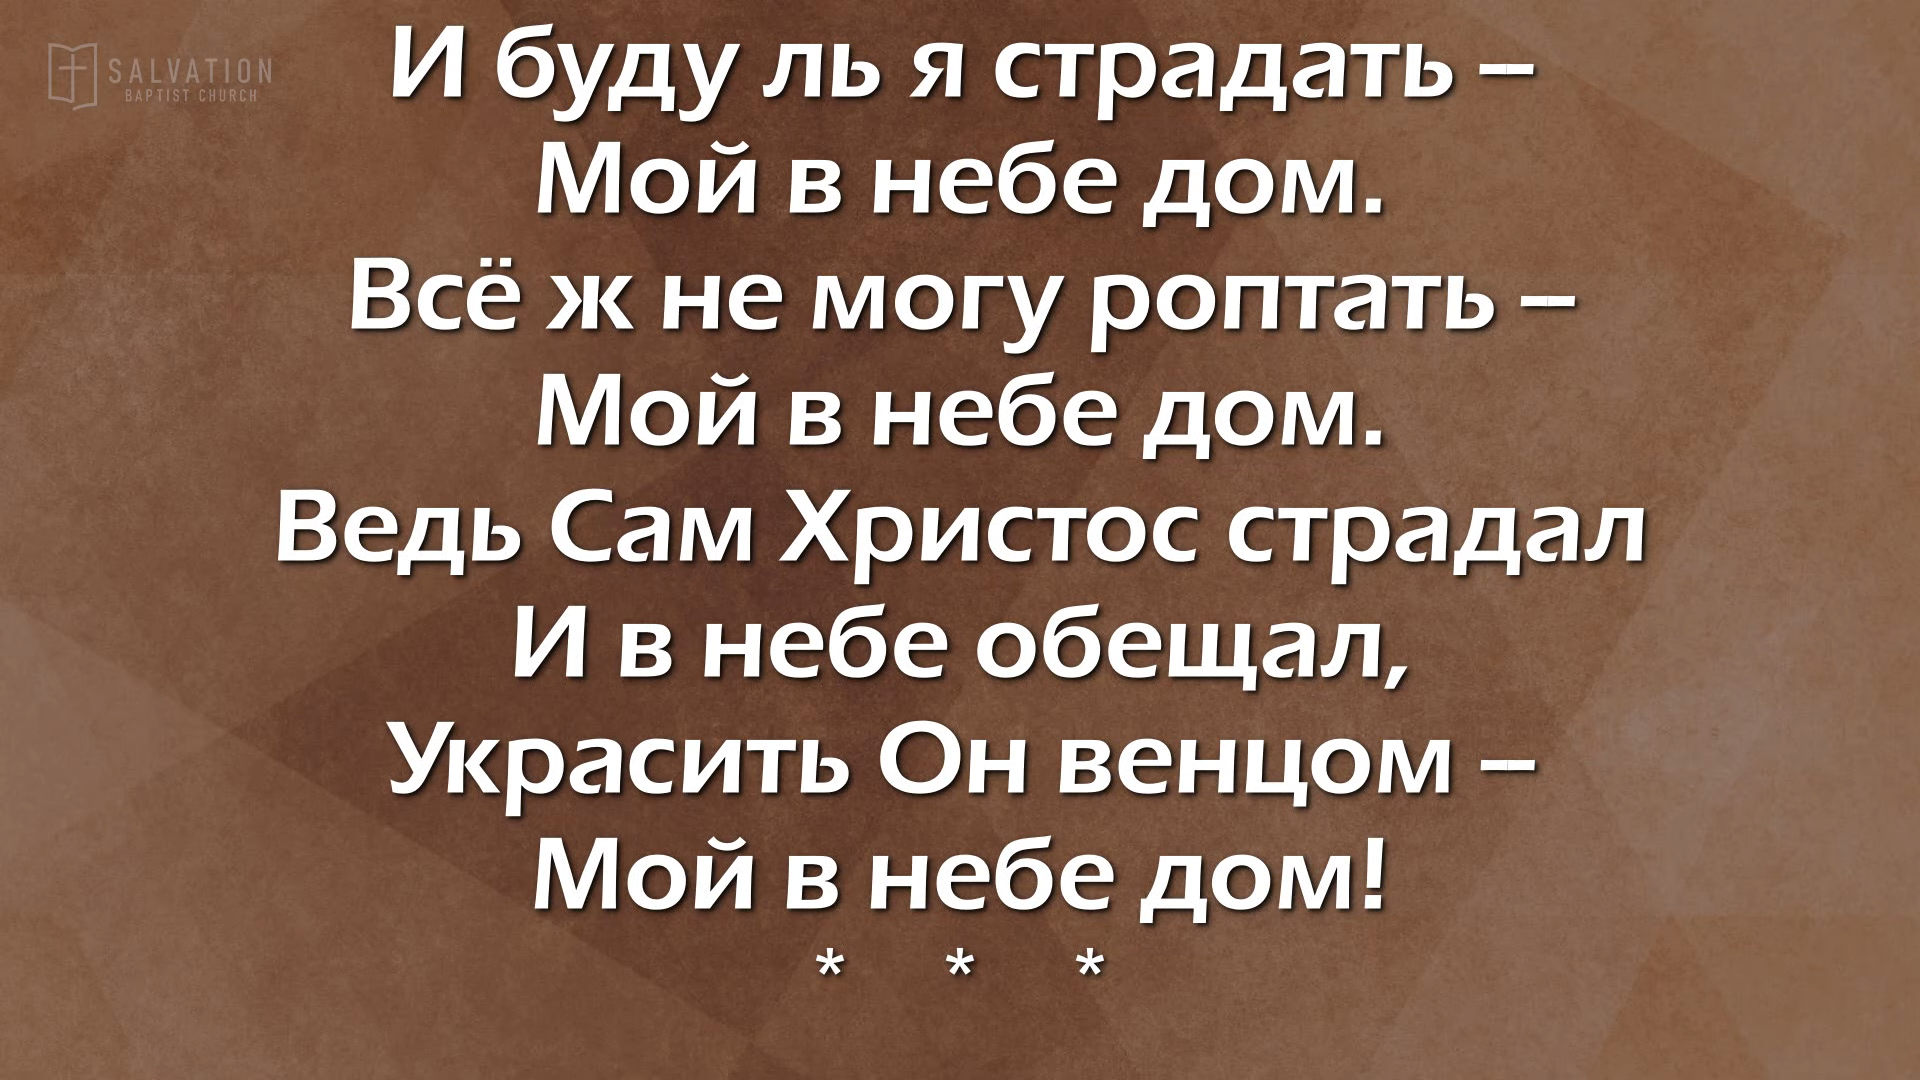 SALVATION
BAPTIST CHURCH
И буду ль я страдать –
Мой в небе дом.
Всё ж не могу роптать –
Мой в небе дом.
Ведь Сам Христос страдал
И в небе обещал,
Украсить Он венцом –
Мой в небе дом!
* * *